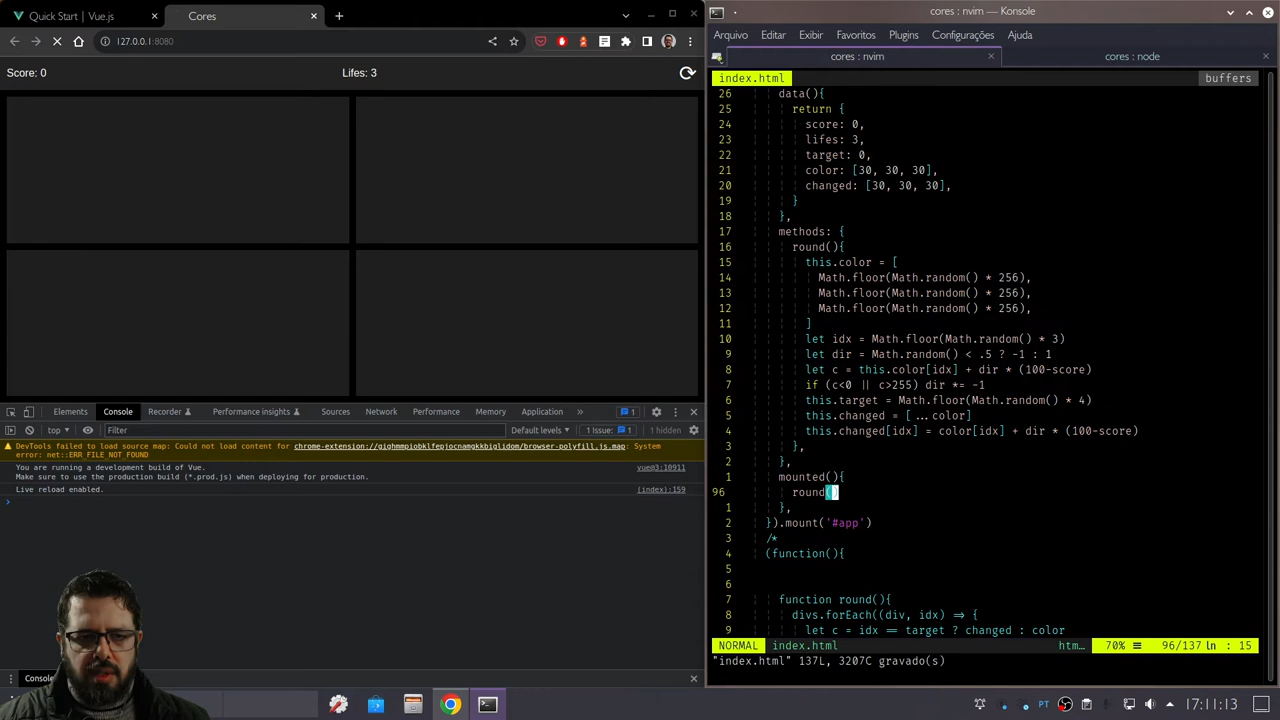 Quick Start | Vue.js
Cores
cores : nvim — Konsole
127.0.0.1:8080
Arquivo Editar Exibir Favoritos Plugins Configurações Ajuda
cores : nvim
cores : node
Score: 0
Lifes: 3
index.html
buffers
26 data(){
25 return {
24 score: 0,
23 lifes: 3,
22 target: 0,
21 color: [30, 30, 30],
20 changed: [30, 30, 30],
19 }
18 },
17 methods: {
16 round(){
15 this.color = [
14 Math.floor(Math.random() * 256),
13 Math.floor(Math.random() * 256),
12 Math.floor(Math.random() * 256),
11 ]
10 let idx = Math.floor(Math.random() * 3)
9 let dir = Math.random() < .5 ? -1 : 1
8 let c = this.color[idx] + dir * (100-score)
7 if (c<0 || c>255) dir *= -1
6 this.target = Math.floor(Math.random() * 4)
5 this.changed = [...color]
4 this.changed[idx] = color[idx] + dir * (100-score)
3 },
2 },
1 mounted(){
96 round()
1 },
2 }).mount('#app')
3 /*
4 (function(){
5
6
7 function round(){
8 divs.forEach((div, idx) => {
9 let c = idx == target ? changed : color
NORMAL index.html htm… 70% 96/137 15
"index.html" 137L, 3207C gravado(s)
Elements Console Recorder Performance insights Sources Network Performance Memory Application 1
top Filter Default levels 1 Issue: 1 1 hidden
DevTools failed to load source map: Could not load content for chrome-extension://gighmmpiobklfepjocnamgkkbiglidom/browser-polyfill.js.map: System
error: net::ERR_FILE_NOT_FOUND
You are running a development build of Vue. vue@3:10911
Make sure to use the production build (*.prod.js) when deploying for production.
Live reload enabled. (index):159
Console
PT
17:11:13